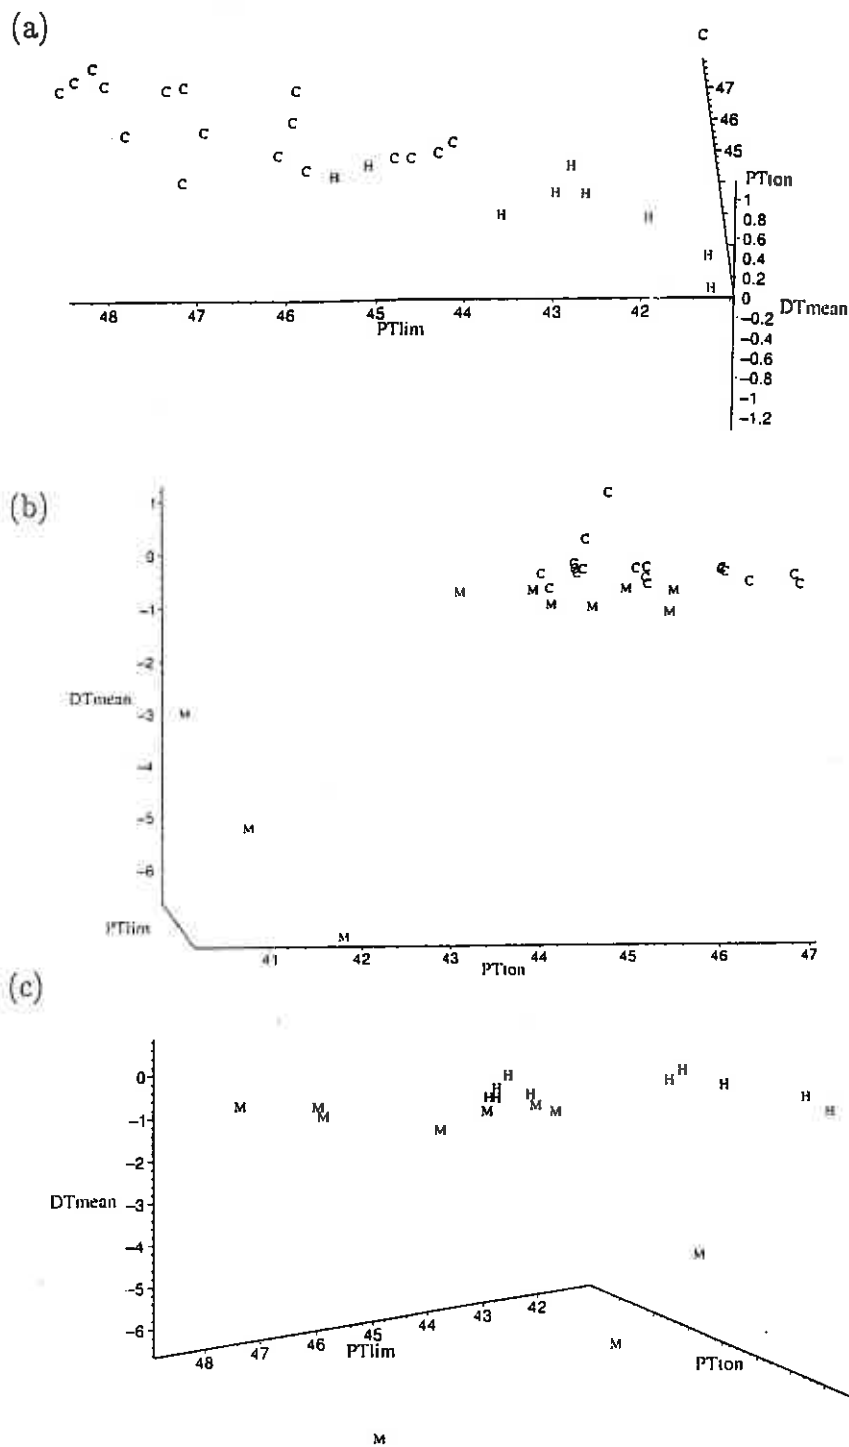 (a)
C
C C C C C C C
C C C C
C C C C C C C
H H H
C
H H H
H H
H
47
46
45
PTton
1
0.8
0.6
0.4
0.2
0
DTmean
-0.2
-0.4
-0.6
-0.8
-1
-1.2
48 47 46 45 44 43 42
PTlim
(b)
1
0
-1
-2
DTmean
-3
-4
-5
-6
PTlim
C
C
C C C C C C C C C C
C C C C C
M M M M M
M M M
M
M
M
41 42 43 44 45 46 47
PTton
(c)
0
-1
-2
DTmean
-3
-4
-5
-6
H H H
H H H H
H H H H
M M M M M
M M M
M
M
M
48 47 46 45 44 43 42
PTlim
PTton